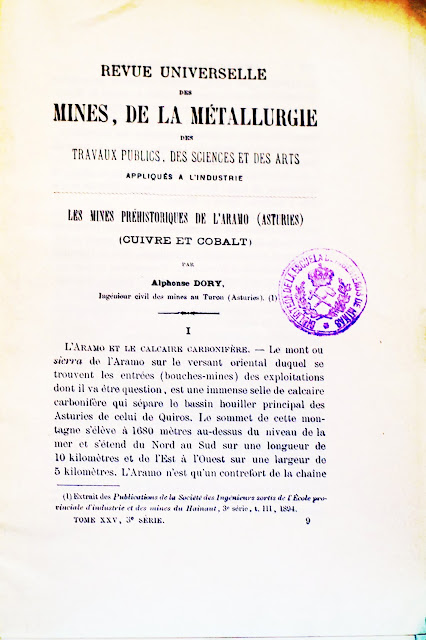 REVUE UNIVERSELLE
DES
MINES, DE LA MÉTALLURGIE
DES
TRAVAUX PUBLICS, DES SCIENCES ET DES ARTS
APPLIQUÉS A L'INDUSTRIE
LES MINES PRÉHISTORIQUES DE L'ARAMO (ASTURIES)
(CUIVRE ET COBALT)
PAR
Alphonse DORY,
Ingénieur civil des mines au Turon (Asturies). (1)
I
L'ARAMO ET LE CALCAIRE CARBONIFÈRE. — Le mont ou
sierra de l'Aramo sur le versant oriental duquel se
trouvent les entrées (bouches-mines) des exploitations
dont il va être question, est une immense selle de calcaire
carbonifère qui sépare le bassin houiller principal des
Asturies de celui de Quiros. Le sommet de cette mon-
tagne s'élève à 1680 mètres au-dessus du niveau de la
mer et s'étend du Nord au Sud sur une longueur de
10 kilomètres et de l'Est à l'Ouest sur une largeur de
5 kilomètres. L'Aramo n'est qu'un contrefort de la chaîne
(1) Extrait des Publications de la Société des Ingénieurs sortis de l'École pro-
vinciale d'industrie et des mines du Hainaut, 3e série, t. III, 1894.
TOME XXV, 3e SÉRIE. 9